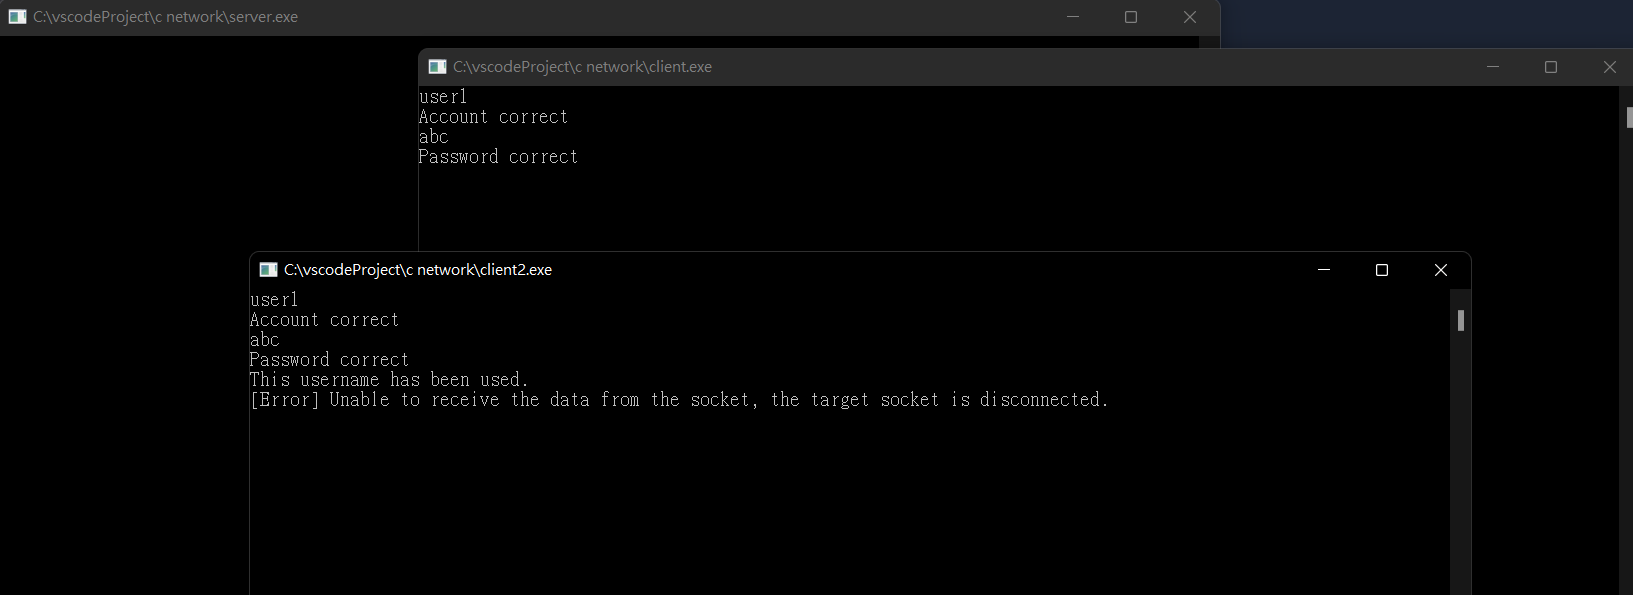 C:\vscodeProject\c network\server.exe
C:\vscodeProject\c network\client.exe
user1
Account correct
abc
Password correct
C:\vscodeProject\c network\client2.exe
user1
Account correct
abc
Password correct
This username has been used.
[Error] Unable to receive the data from the socket, the target socket is disconnected.